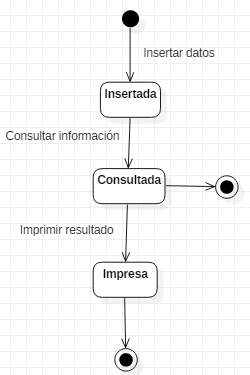 Insertar datos
Insertada
Consultar información
Consultada
Imprimir resultado
Impresa